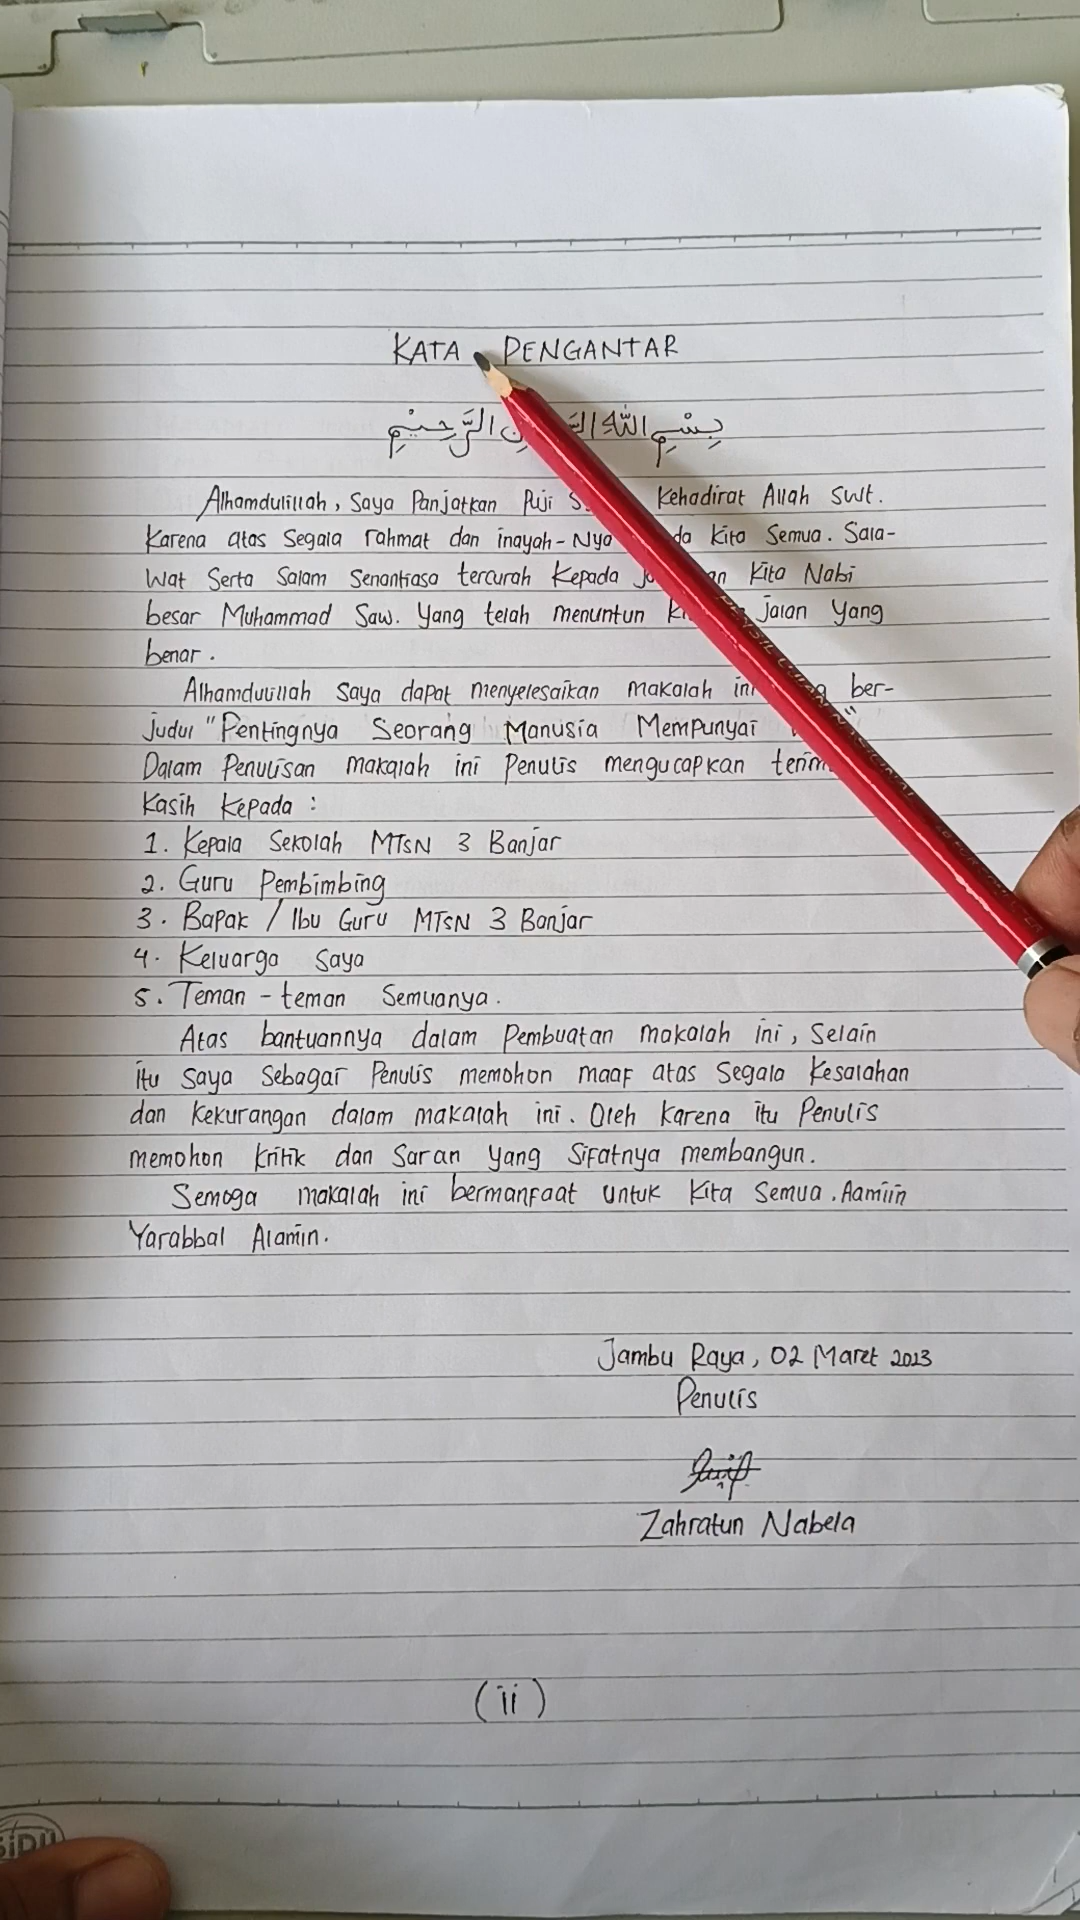 KATA PENGANTAR
بِسْمِ اللهِ الرَّحِيْمِ
Alhamdulillah, Saya Panjatkan Puji Kehadirat Allah swt.
Karena atas Segala rahmat dan inayah-Nya Kita Semua. Sala-
wat Serta Salam Senantiasa tercurah Kepada Kita Nabi
besar Muhammad Saw. Yang telah menuntun jalan Yang
benar.
Alhamdulillah Saya dapat menyelesaikan makalah ini ber-
judul "Pentingnya Seorang Manusia Mempunyai "
Dalam Penulisan makalah ini Penulis mengucapkan
Kasih Kepada :
1. Kepala Sekolah MTsN 3 Banjar
2. Guru Pembimbing
3. Bapak / Ibu Guru MTsN 3 Banjar
4. Keluarga Saya
5. Teman - teman Semuanya.
Atas bantuannya dalam Pembuatan makalah ini, Selain
itu Saya Sebagai Penulis memohon maaf atas Segala Kesalahan
dan Kekurangan dalam makalah ini. Oleh Karena itu Penulis
memohon Kritik dan Saran Yang Sifatnya membangun.
Semoga makalah ini bermanfaat untuk Kita Semua. Aamiin
Yarabbal Alamin.
Jambu Raya, 02 Maret 2023
Penulis
Zahratun Nabela
(ii)
SiDU